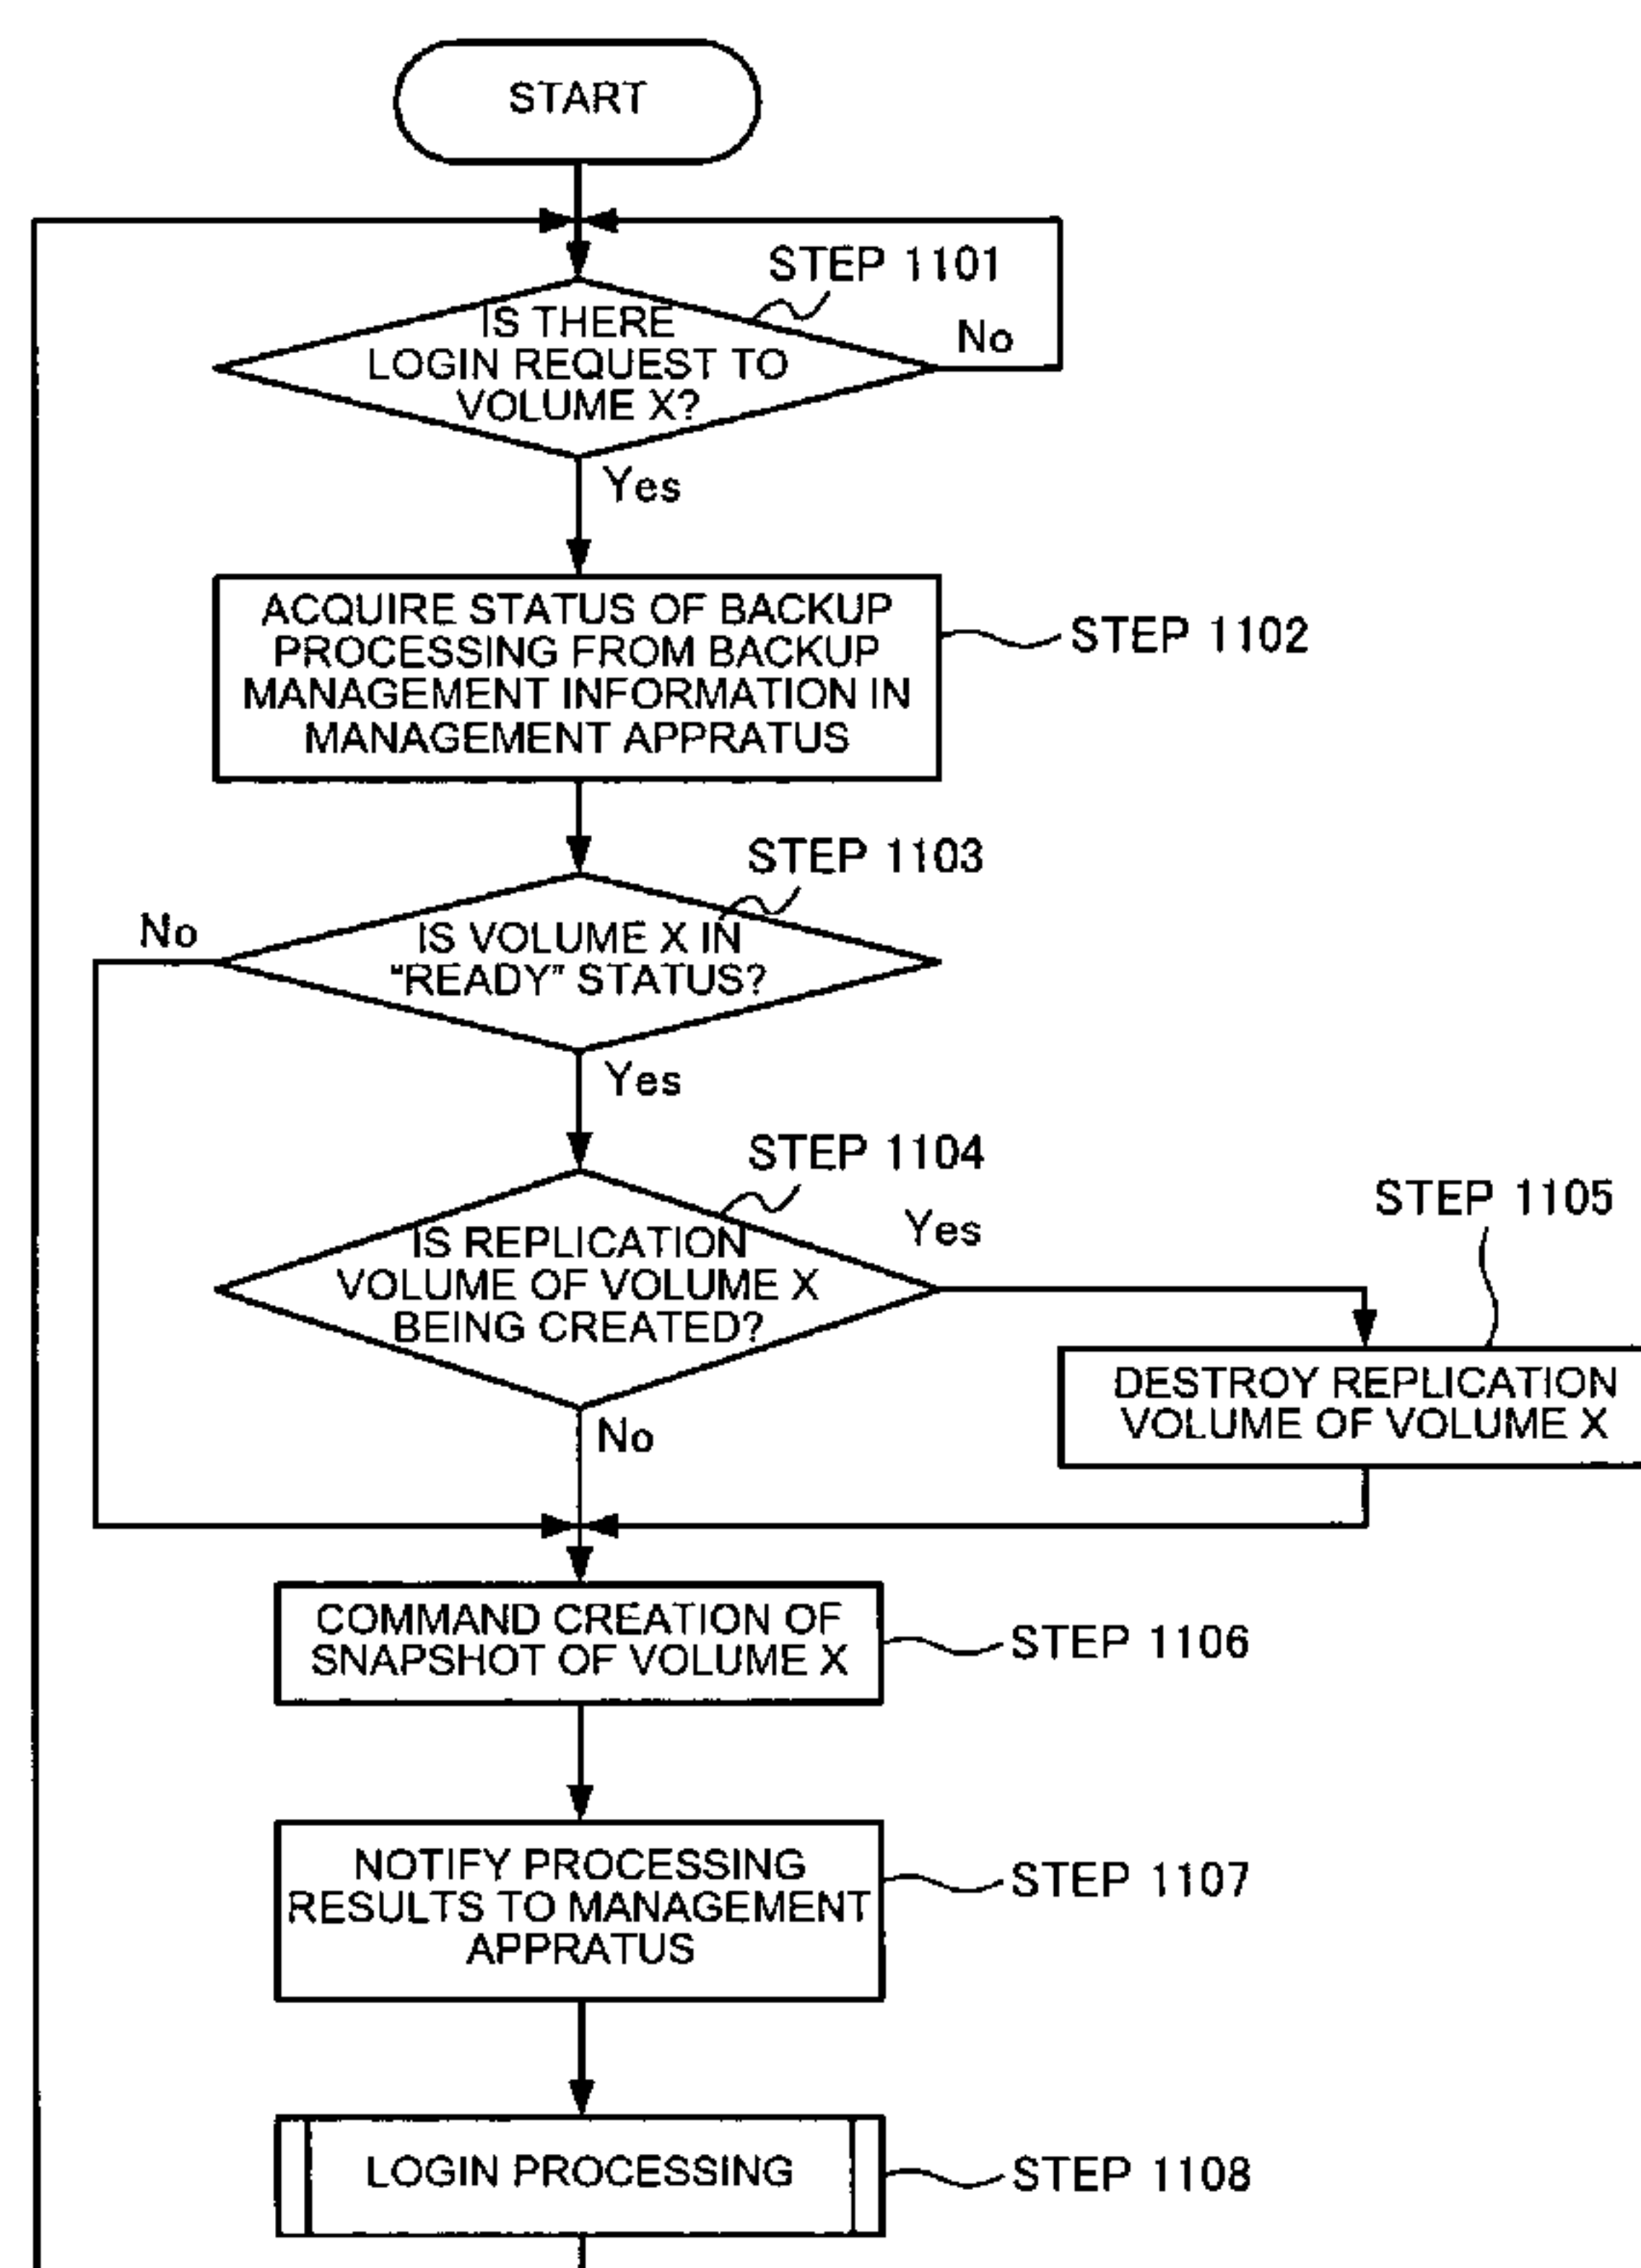 START
STEP 1101
IS THERE
LOGIN REQUEST TO
VOLUME X?
No
Yes
ACQUIRE STATUS OF BACKUP
PROCESSING FROM BACKUP
MANAGEMENT INFORMATION IN
MANAGEMENT APPRATUS
STEP 1102
STEP 1103
No
IS VOLUME X IN
"READY" STATUS?
Yes
STEP 1104
IS REPLICATION
VOLUME OF VOLUME X
BEING CREATED?
Yes
STEP 1105
DESTROY REPLICATION
VOLUME OF VOLUME X
No
COMMAND CREATION OF
SNAPSHOT OF VOLUME X
STEP 1106
NOTIFY PROCESSING
RESULTS TO MANAGEMENT
APPRATUS
STEP 1107
LOGIN PROCESSING
STEP 1108